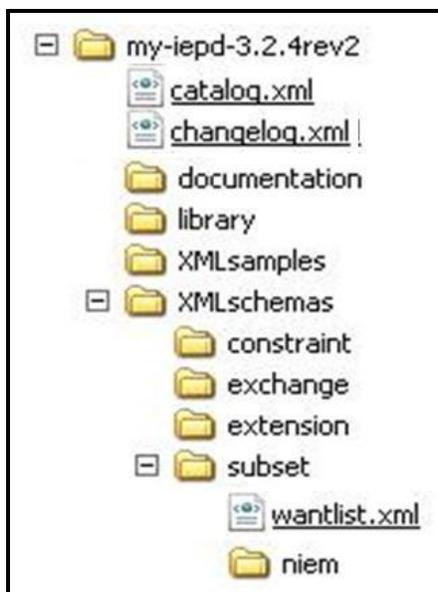 my-iepd-3.2.4rev2
catalog.xml
changelog.xml
documentation
library
XMLsamples
XMLschemas
constraint
exchange
extension
subset
wantlist.xml
niem